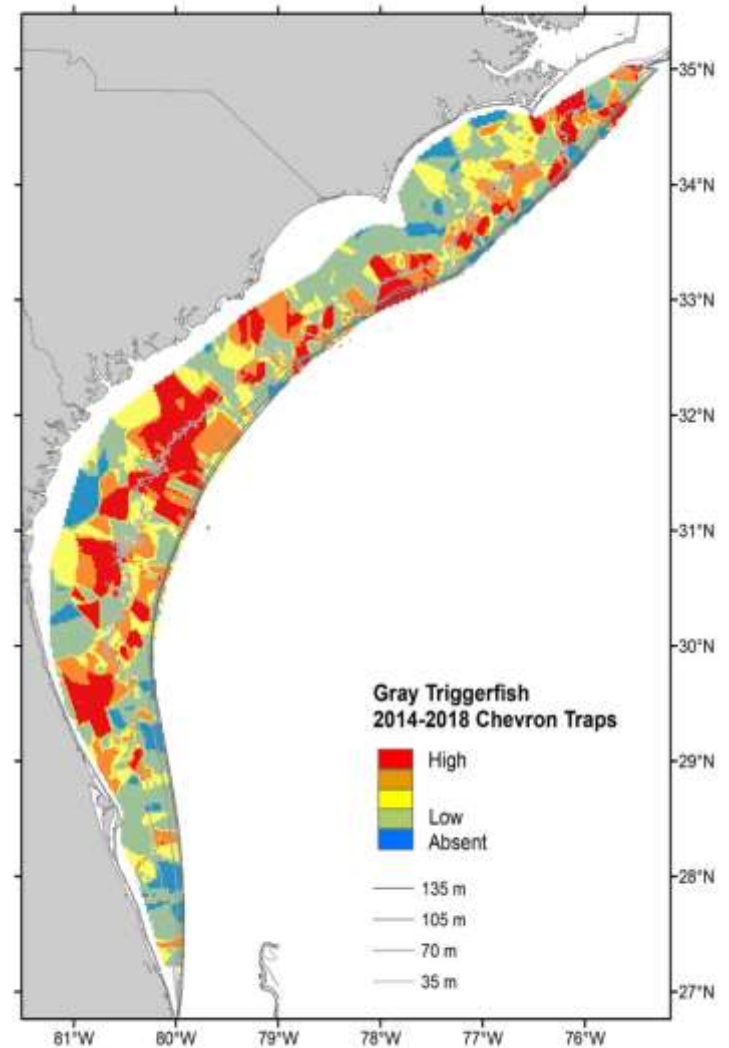 35°N
34°N
33°N
32°N
31°N
30°N
Gray Triggerfish
2014-2018 Chevron Traps
High
29°N
Low
Absent
135 m
28°N
105 m
70 m
35 m
27°N
81°W 80°W 79°W 78°W 77°W 76°W